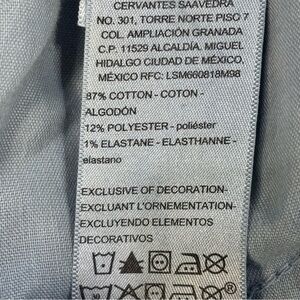 CERVANTES SAAVEDRA
NO. 301, TORRE NORTE PISO 7
COL. AMPLIACIÓN GRANADA
C.P. 11529 ALCALDÍA. MIGUEL
HIDALGO CIUDAD DE MÉXICO,
MÉXICO RFC: LSM660818M98
87% COTTON - COTON -
ALGODÓN
12% POLYESTER - poliéster
1% ELASTANE - ELASTHANNE -
elastano
EXCLUSIVE OF DECORATION-
EXCLUANT L'ORNEMENTATION-
EXCLUYENDO ELEMENTOS
DECORATIVOS
®